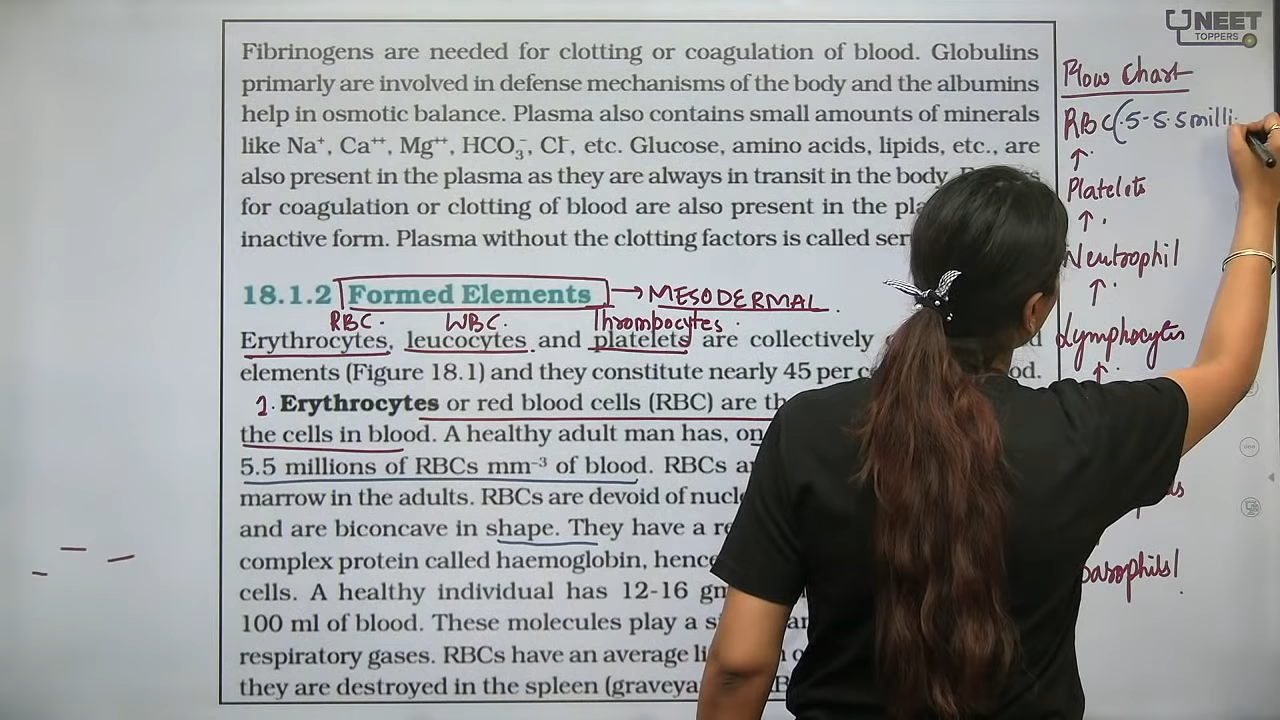 NEET
TOPPERS
Fibrinogens are needed for clotting or coagulation of blood. Globulins
primarily are involved in defense mechanisms of the body and the albumins
help in osmotic balance. Plasma also contains small amounts of minerals
like Na⁺, Ca⁺⁺, Mg⁺⁺, HCO₃⁻, Cl⁻, etc. Glucose, amino acids, lipids, etc., are
also present in the plasma as they are always in transit in the body.
for coagulation or clotting of blood are also present in the
inactive form. Plasma without the clotting factors is called
18.1.2 Formed Elements → MESODERMAL
RBC. WBC. Thrombocytes.
Erythrocytes, leucocytes and platelets are collectively
elements (Figure 18.1) and they constitute nearly 45 per
1. Erythrocytes or red blood cells (RBC) are
the cells in blood. A healthy adult man has,
5.5 millions of RBCs mm⁻³ of blood. RBCs
marrow in the adults. RBCs are devoid of
and are biconcave in shape. They have a
complex protein called haemoglobin,
cells. A healthy individual has 12-16
100 ml of blood. These molecules play a
respiratory gases. RBCs have an average
they are destroyed in the spleen
Flow Chart
RBC (5-5.5 milli
↑
Platelets
↑
Neutrophil
↑
Lymphocytes
↑
basophils!